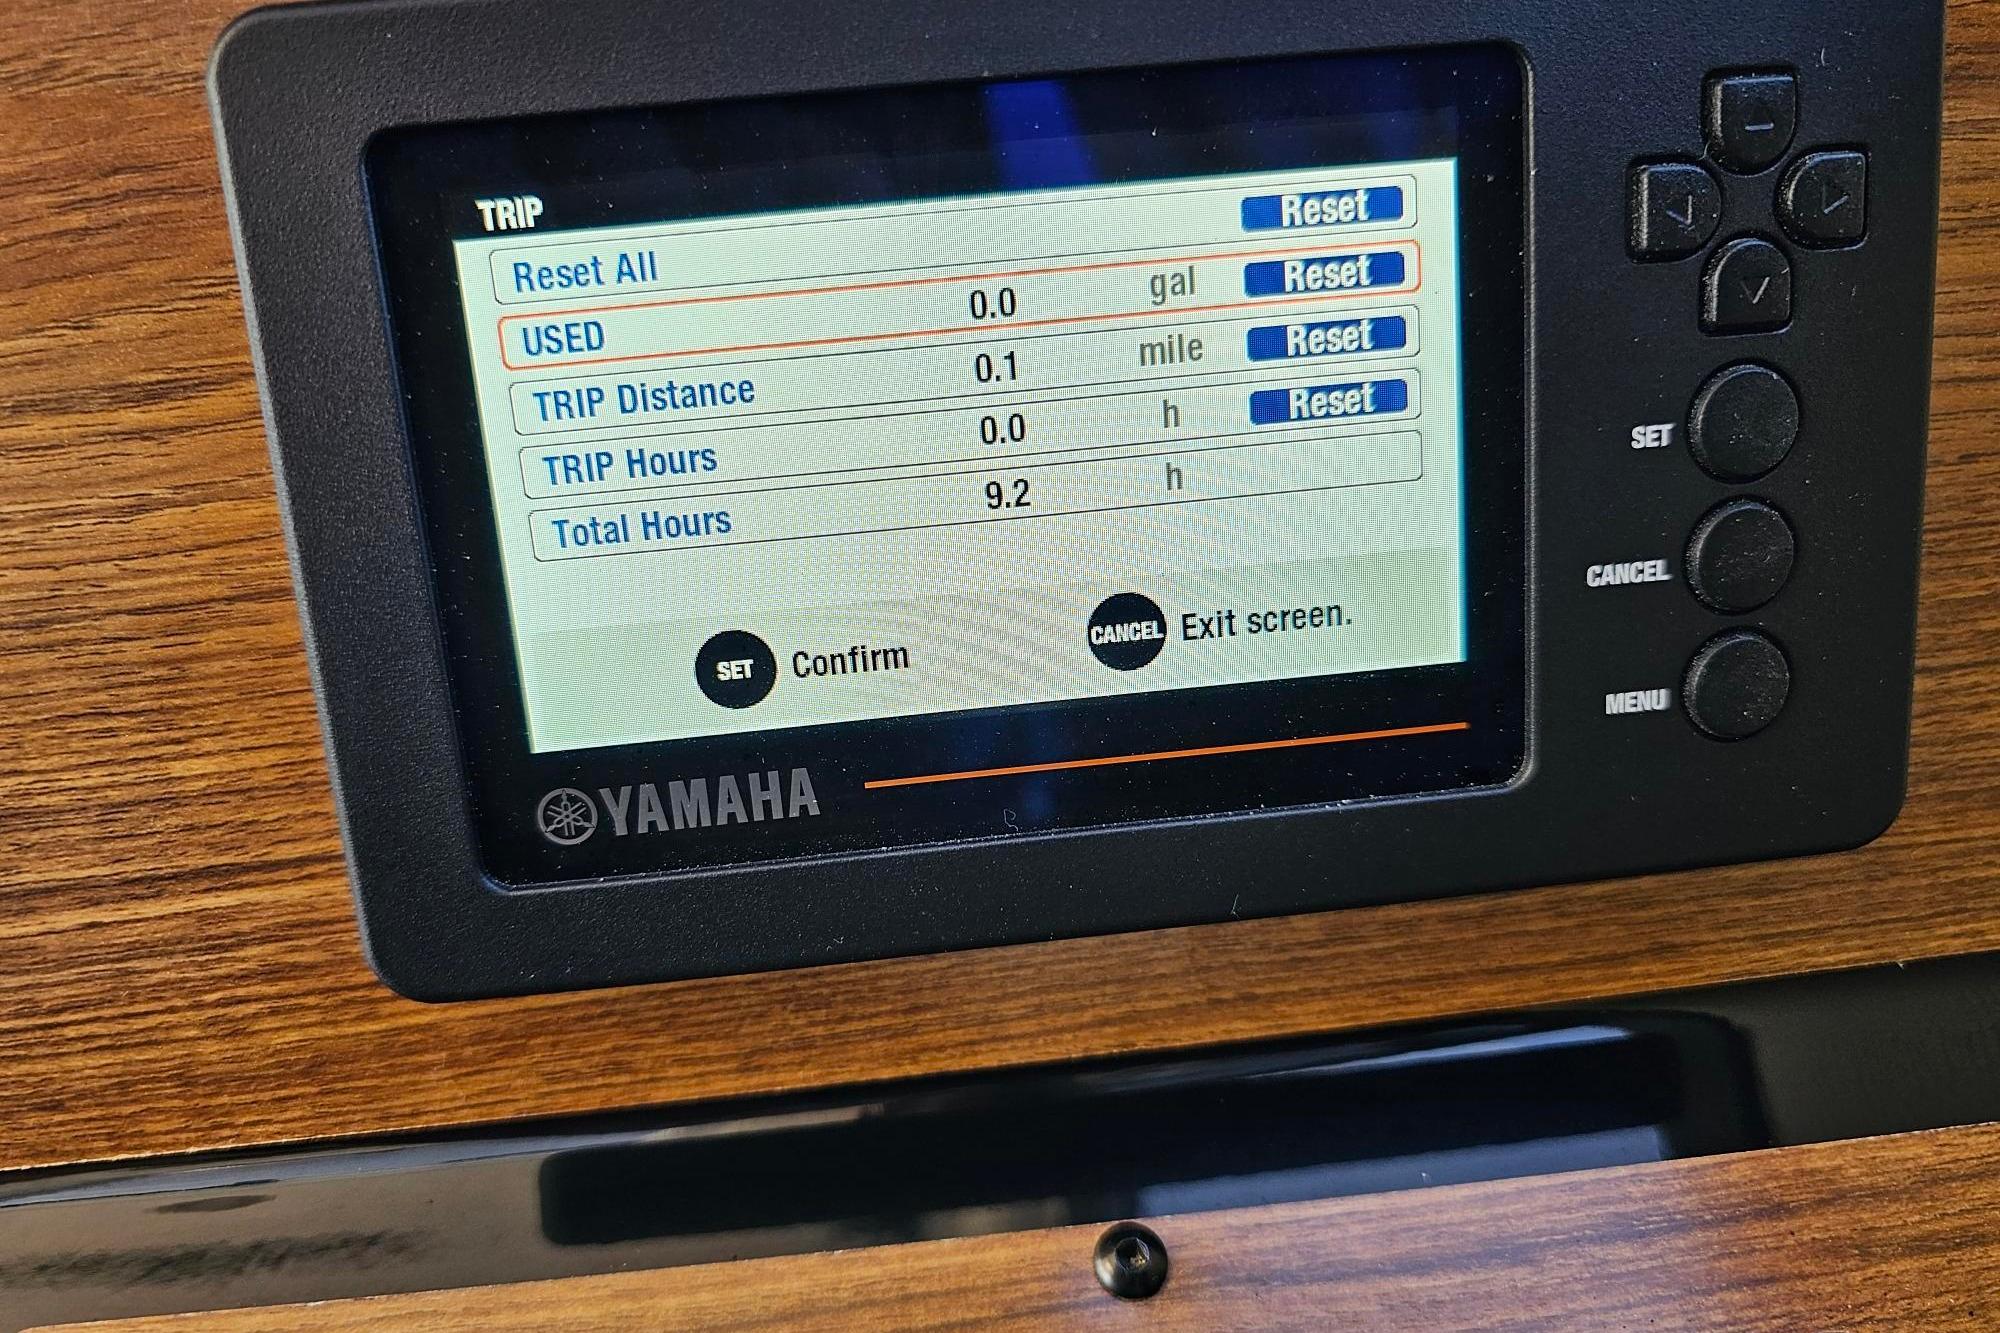 TRIP
Reset All Reset
USED 0.0 gal Reset
TRIP Distance 0.1 mile Reset
TRIP Hours 0.0 h Reset
Total Hours 9.2 h
SET Confirm CANCEL Exit screen.
YAMAHA
SET
CANCEL
MENU